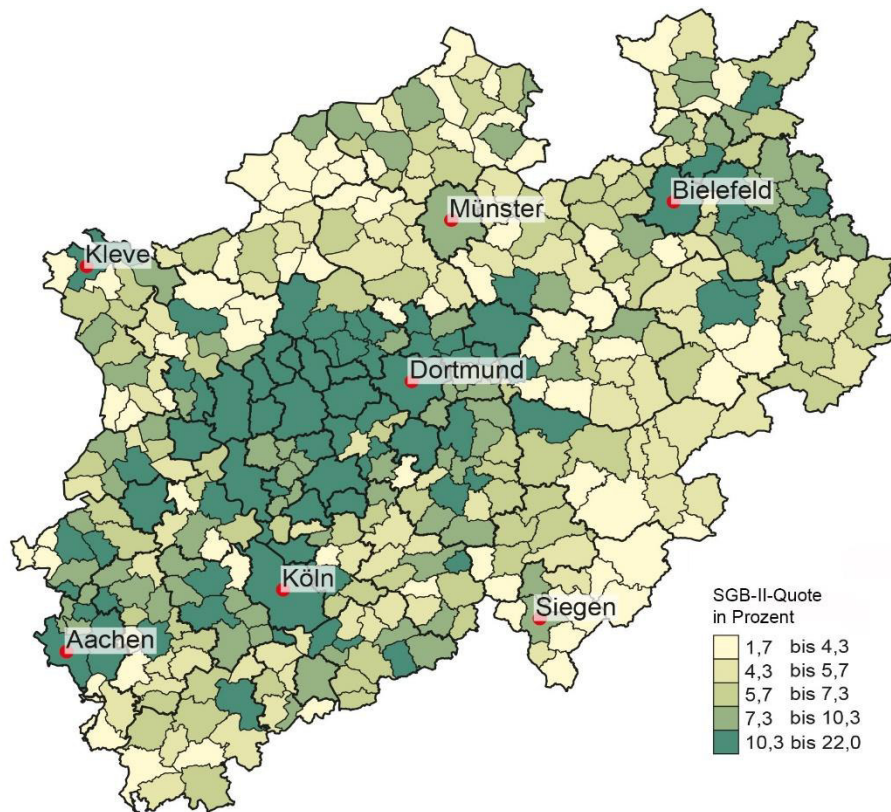 Bielefeld
Münster
Kleve
Dortmund
Köln
Siegen
Aachen
SGB-II-Quote
in Prozent
1,7 bis 4,3
4,3 bis 5,7
5,7 bis 7,3
7,3 bis 10,3
10,3 bis 22,0